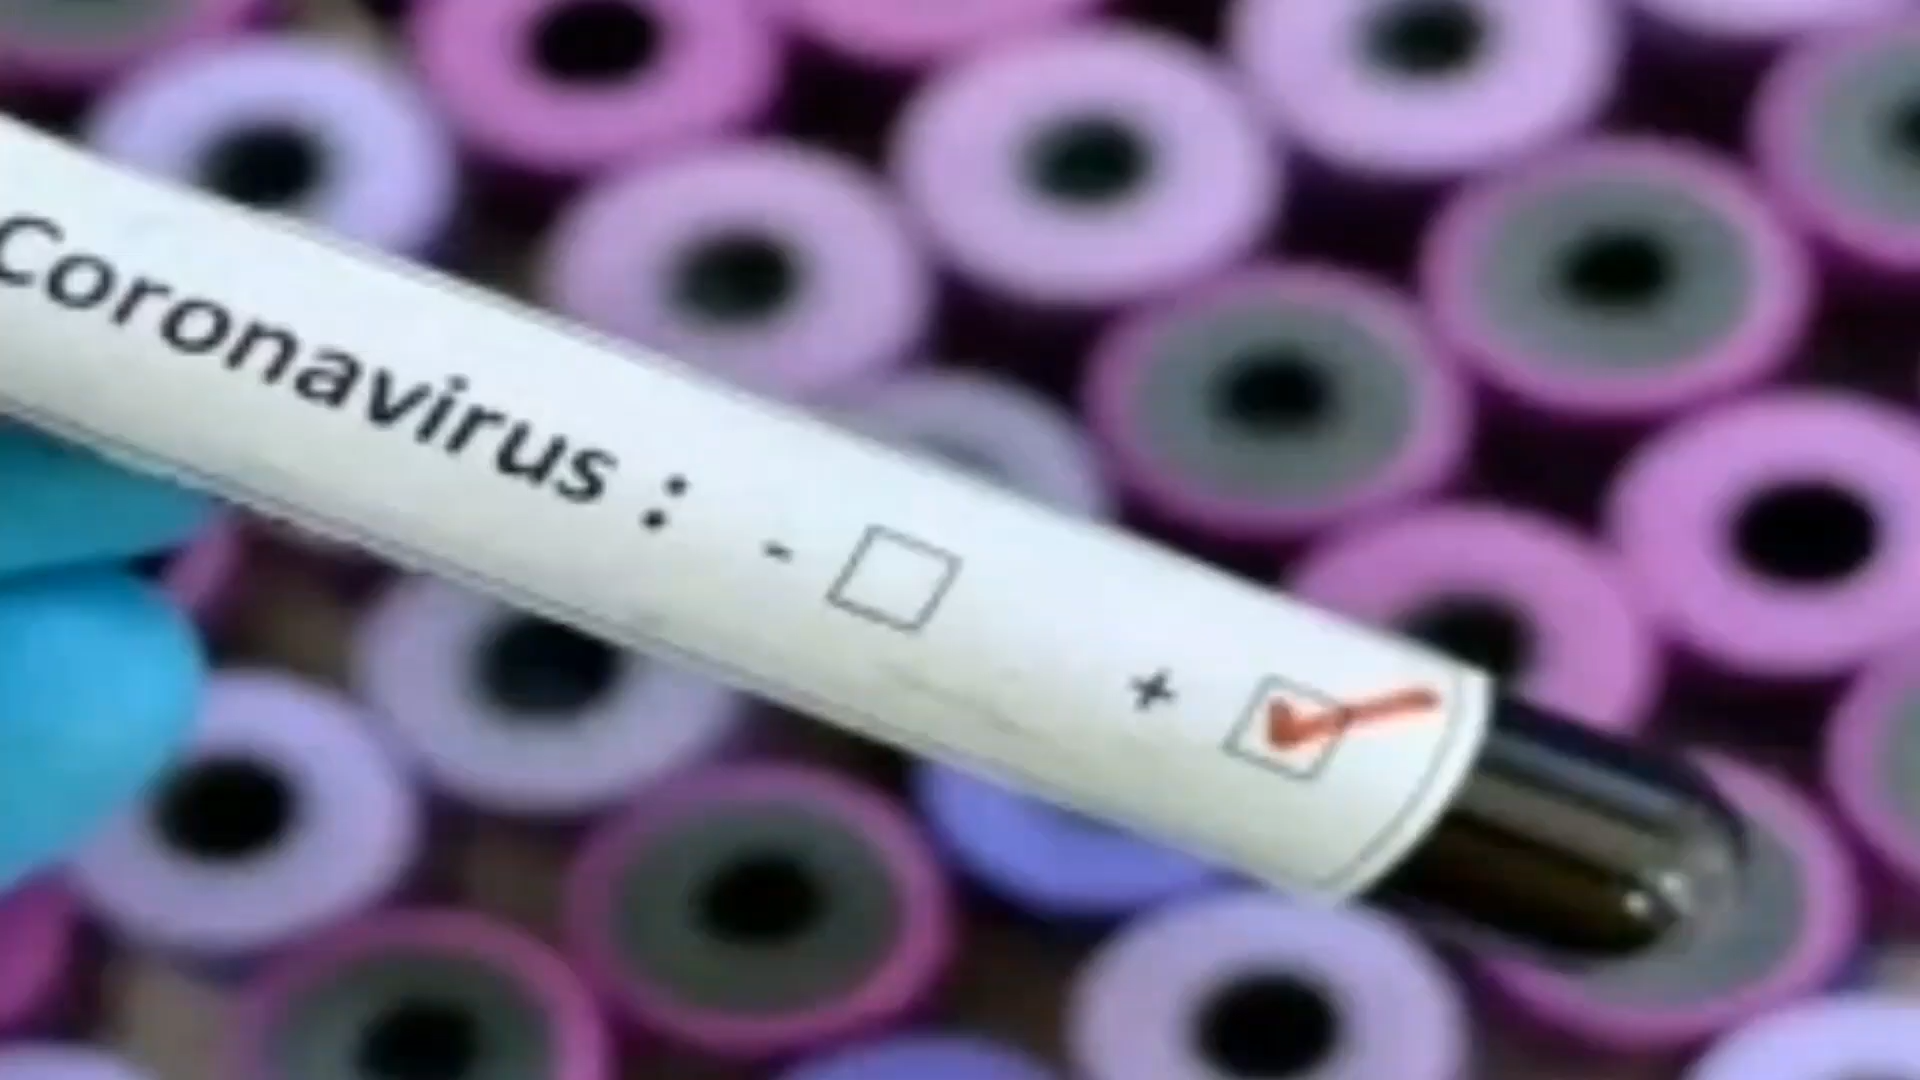 Coronavirus : - ☐ + ☑